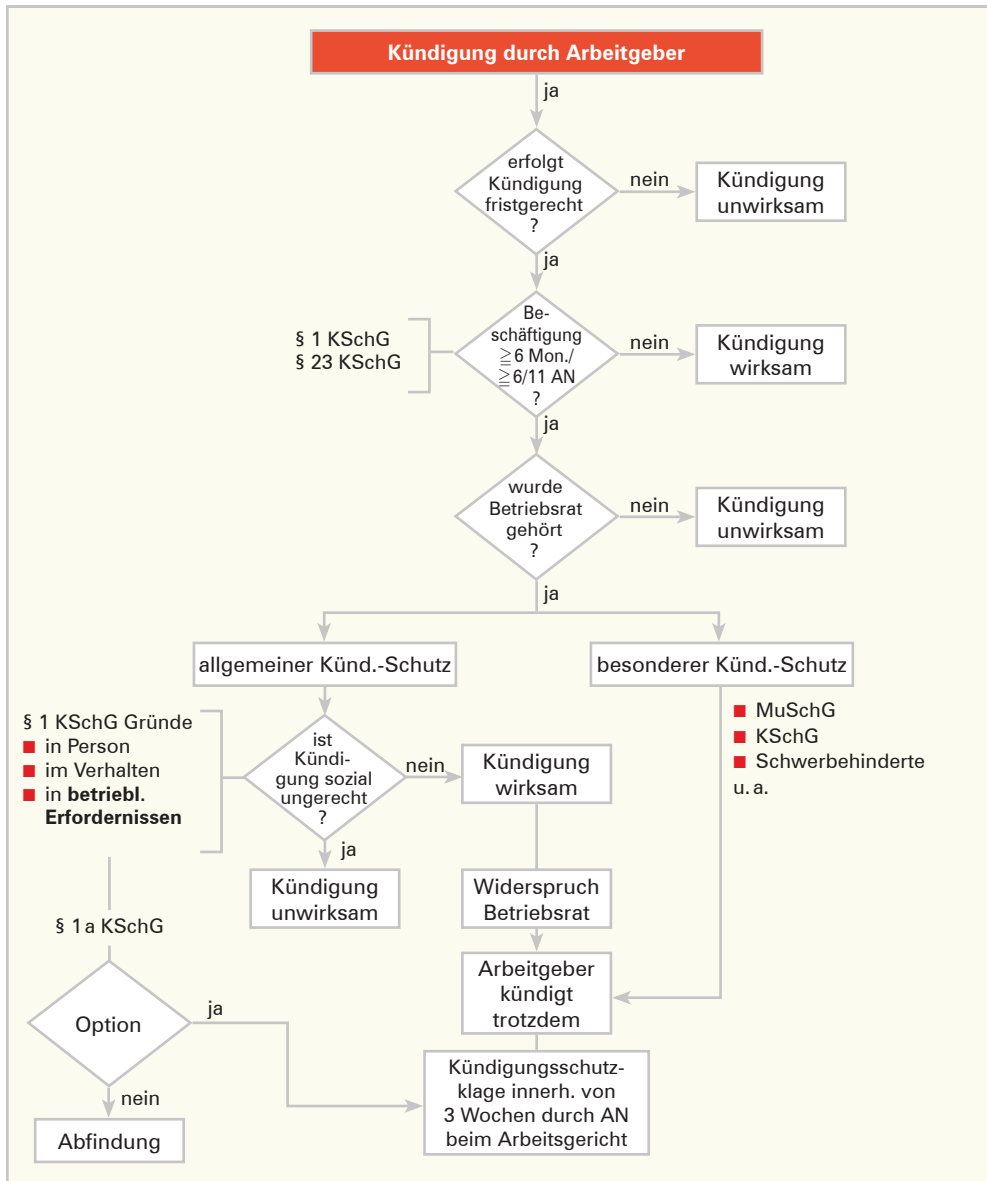 Kündigung durch Arbeitgeber
ja
erfolgt
Kündigung
fristgerecht
?
nein
Kündigung
unwirksam
ja
§ 1 KSchG
§ 23 KSchG
Be-
schäftigung
≧6 Mon./
≧6/11 AN
?
nein
Kündigung
wirksam
ja
wurde
Betriebsrat
gehört
?
nein
Kündigung
unwirksam
ja
allgemeiner Künd.-Schutz
besonderer Künd.-Schutz
■ MuSchG
■ KSchG
■ Schwerbehinderte
u. a.
§ 1 KSchG Gründe
■ in Person
■ im Verhalten
■ in betriebl.
Erfordernissen
ist
Kündi-
gung sozial
ungerecht?
?
nein
Kündigung
wirksam
ja
Kündigung
unwirksam
Widerspruch
Betriebsrat
§ 1 a KSchG
Arbeitgeber
kündigt
trotzdem
Option
ja
Kündigungsschutz-
klage innerh. von
3 Wochen durch AN
beim Arbeitsgericht
nein
Abfindung